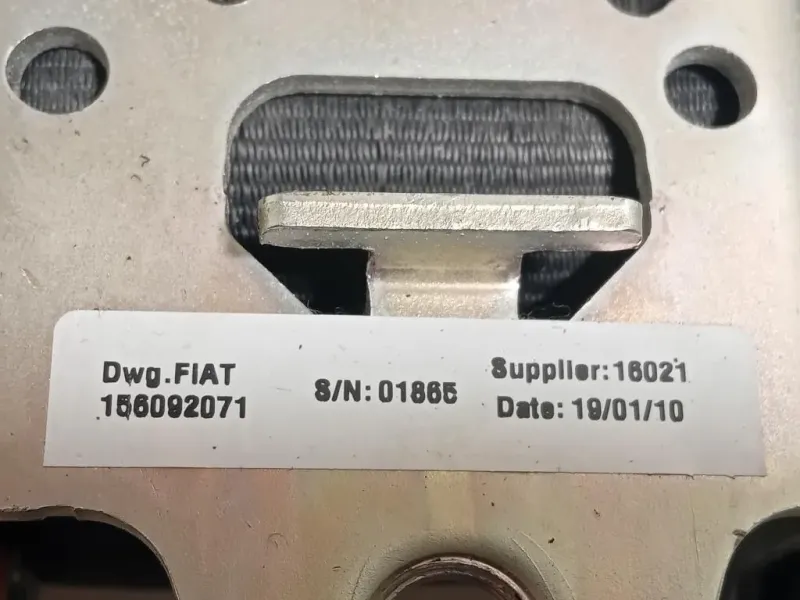 Dwg.FIAT
156092071
S/N: 01865
Supplier: 16021
Date: 19/01/10